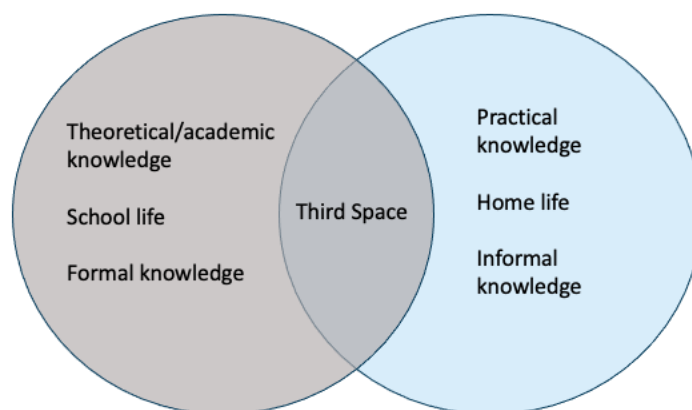 Theoretical/academic
knowledge
School life
Formal knowledge
Third Space
Practical
knowledge
Home life
Informal
knowledge